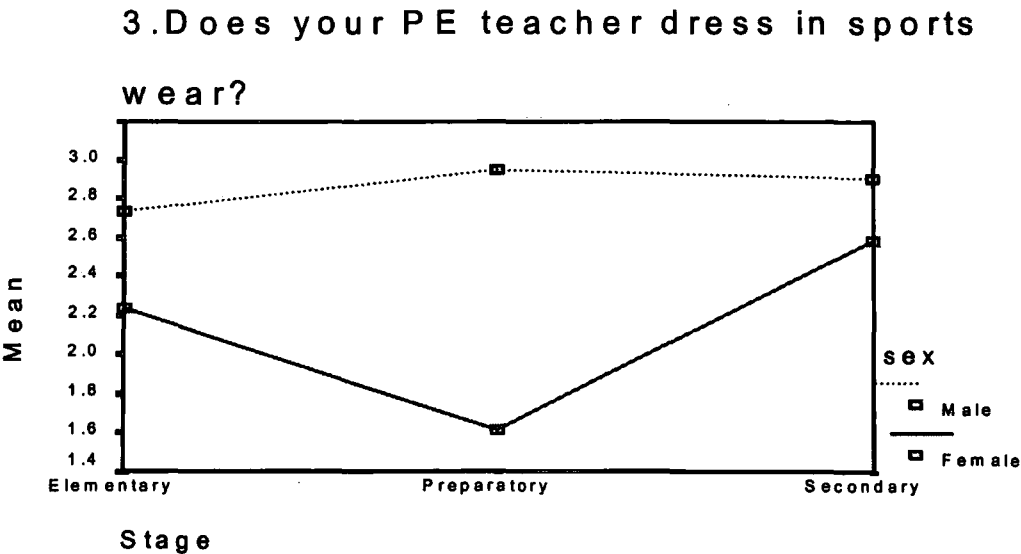 3.Does your PE teacher dress in sports
wear?
3.0
2.8
2.6
2.4
2.2
2.0
1.8
1.6
1.4
Mean
Elementary Preparatory Secondary
Stage
sex
Male
Female